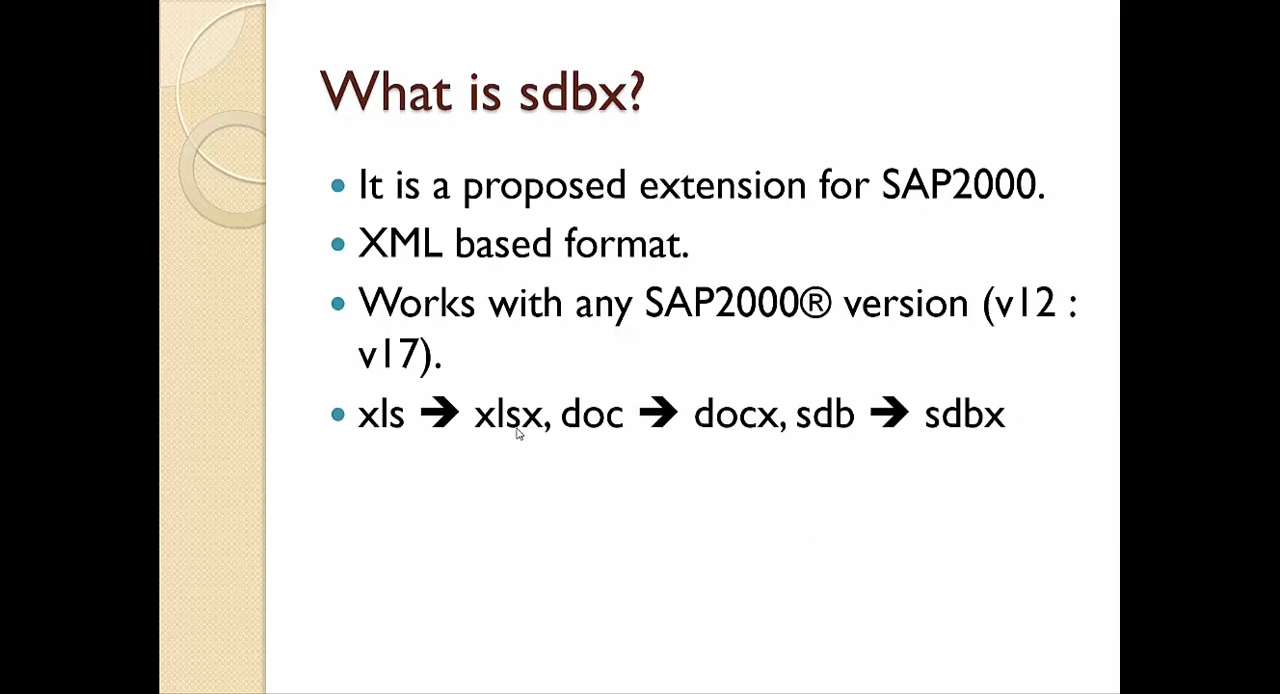 What is sdbx?
• It is a proposed extension for SAP2000.
• XML based format.
• Works with any SAP2000® version (v12 :
v17).
• xls ➔ xlsx, doc ➔ docx, sdb ➔ sdbx